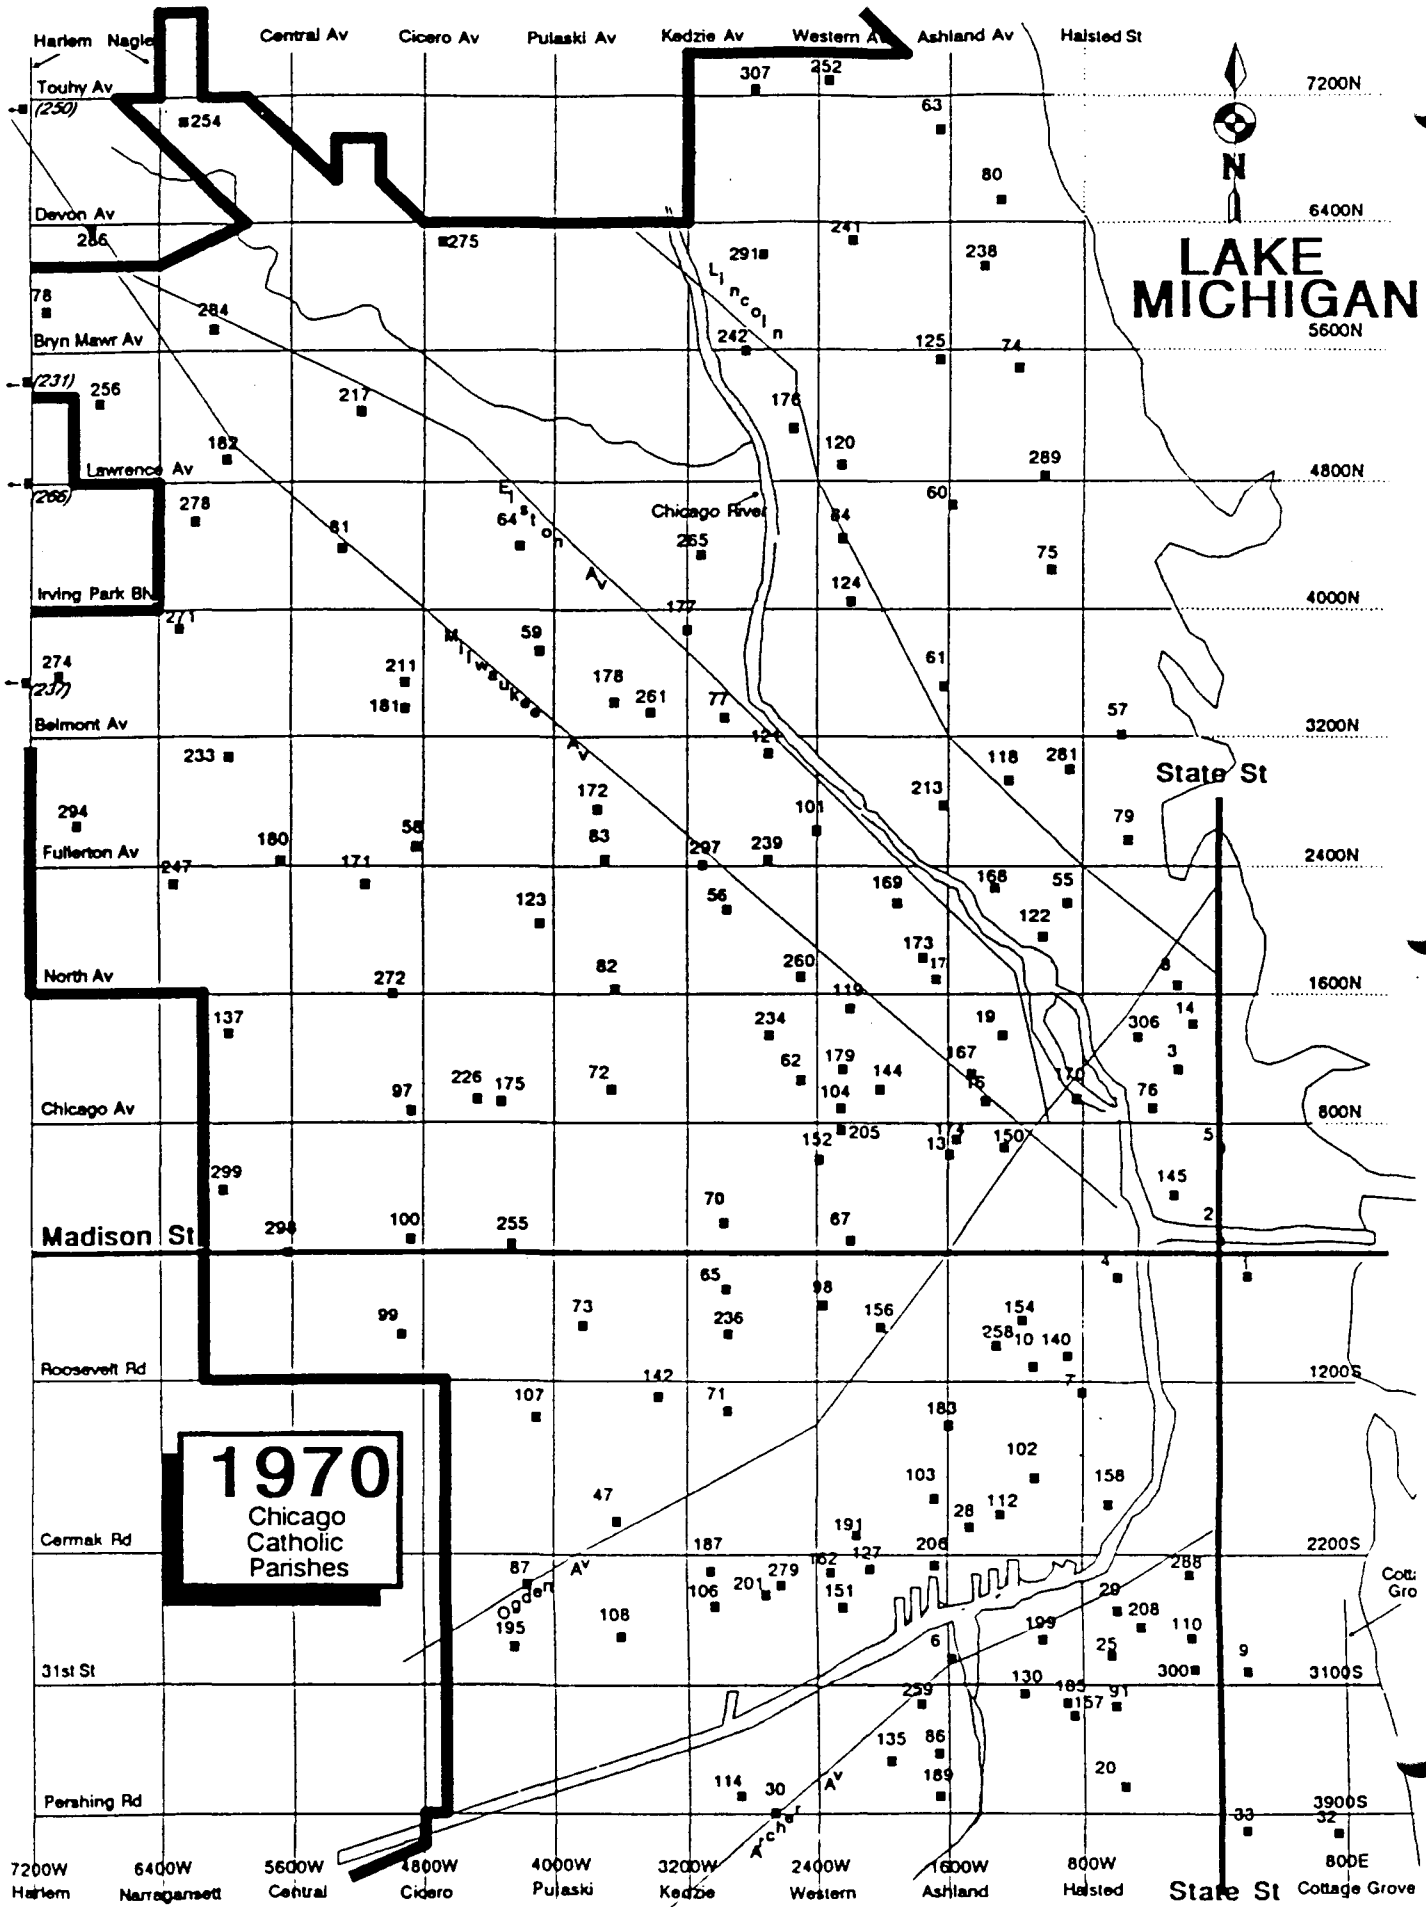 Harlem Nagle Central Av Cicero Av Pulaski Av Kedzie Av Western Av Ashland Av Halsted St
Touhy Av 307 252 7200N
(250) 254 63
N
80
Devon Av 6400N
286 275 241
291 238
LAKE
MICHIGAN
Lincoln
78 284
Bryn Mawr Av 242 125 74 5600N
(231) 256 217
176
182 120 289
Lawrence Av 4800N
(266) 278 60
Elston Av
Chicago River
81 64 265 84
75
124
Irving Park Blv 4000N
271 177
59
Milwaukee Av
274 211 178 261 77 61
(237) 181
Belmont Av 57 3200N
233 121 118 281
State St
172 101 213
294 79
180 58 83 297 239
Fullerton Av 2400N
247 171 169 168 55
123 56 122
173
North Av 272 82 260 17 8
1600N
119 14
137 234 19 306
62 179 167 3
226 175 72 144
97 104 16 170 76
Chicago Av 800N
205 174 5
152 13 150
299 145
70 2
Madison St 298 100 255 67
4 1
65 98
99 73 236 156 154
258 10 140
Roosevelt Rd 1200S
142 7
107 71 183
1970
Chicago
Catholic
Parishes
102
103 158
47 112
28
191
Cermak Rd 2200S
187 206 288
87 279 162 127
Ogden Av
106 201 151 29
Cotta
Gro
195 108 199 208 110
6 25 9
31st St 300 3100S
259 130 185 91
157
135 86
114 30 189 20
Archer Av
Pershing Rd 3900S
33 32
7200W 6400W 5600W 4800W 4000W 3200W 2400W 1600W 800W 800E
Harlem Narragansett Central Cicero Pulaski Kedzie Western Ashland Halsted State St Cottage Grove